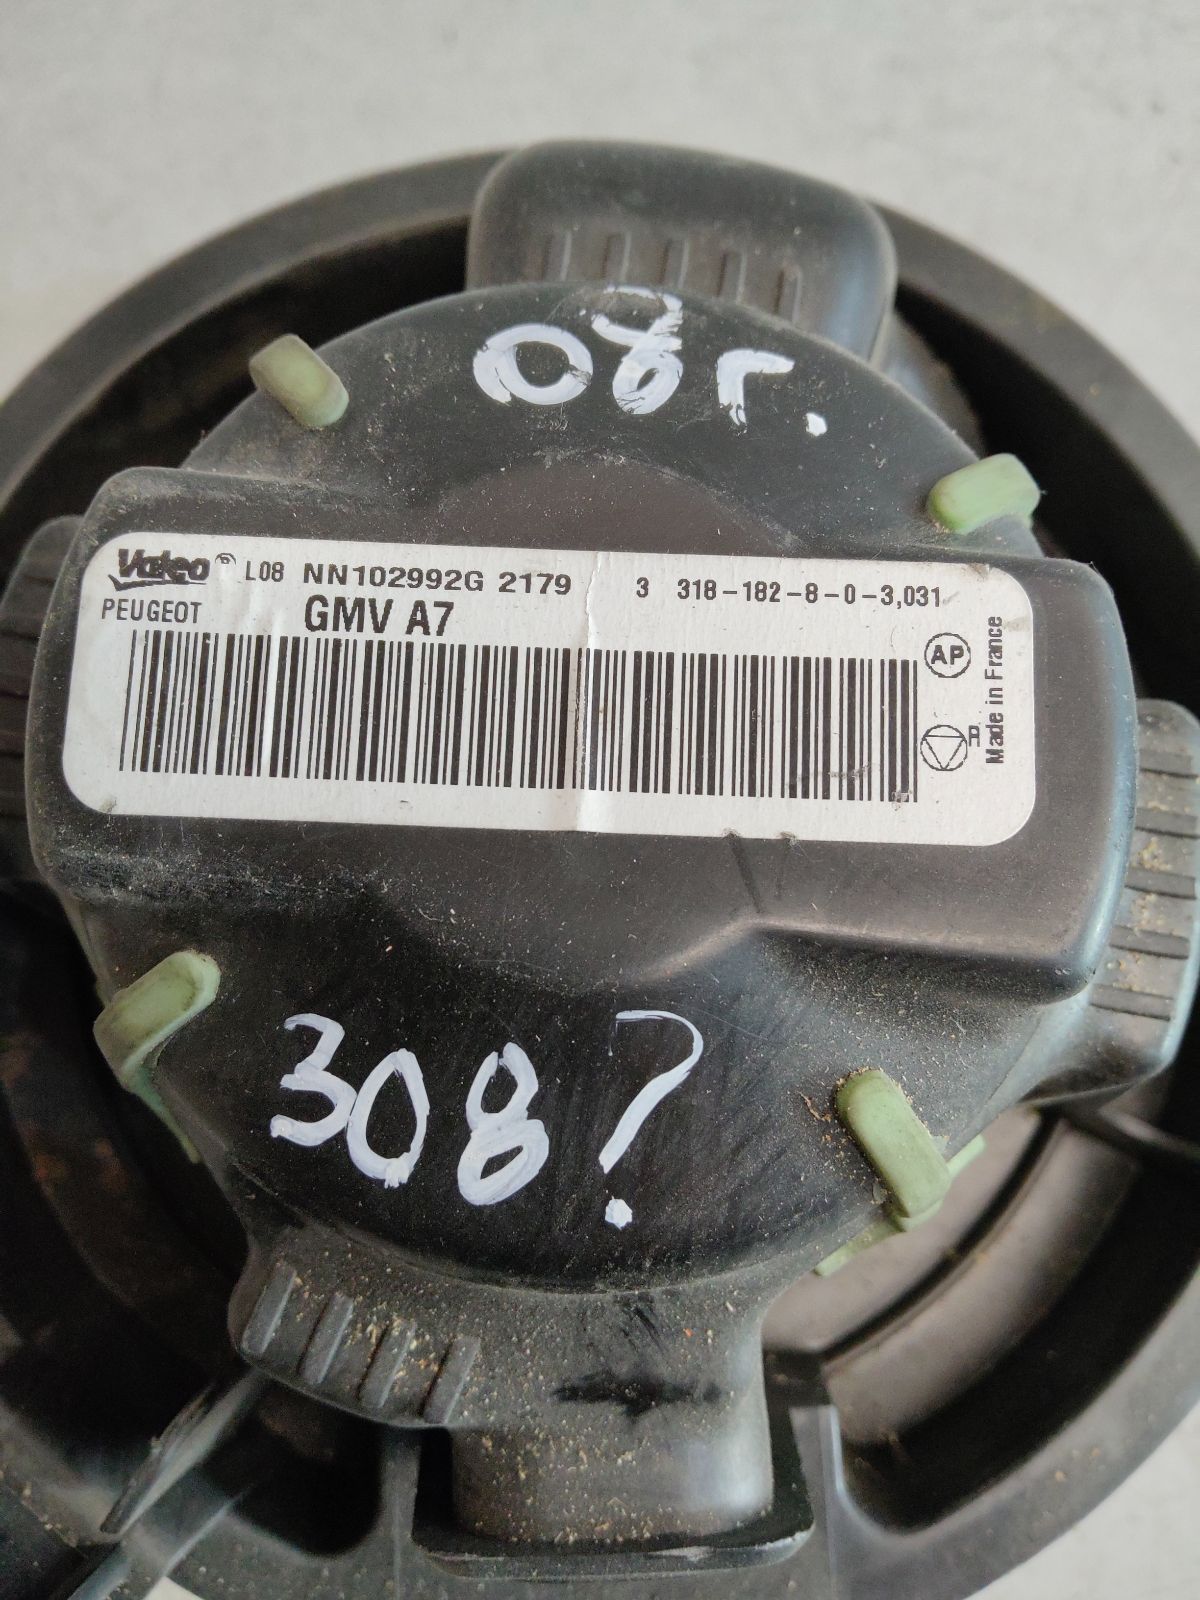 08г.
Valeo® L08 NN102992G 2179 3 318-182-8-0-3,031
PEUGEOT GMV A7
AP
P
Made in France
308?